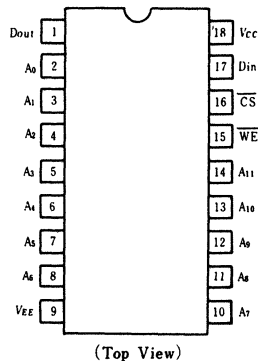 Dout 1 18 Vcc
A0 2 17 Din
A1 3 16 CS
A2 4 15 WE
A3 5 14 A11
A4 6 13 A10
A5 7 12 A9
A6 8 11 A8
VEE 9 10 A7
(Top View)